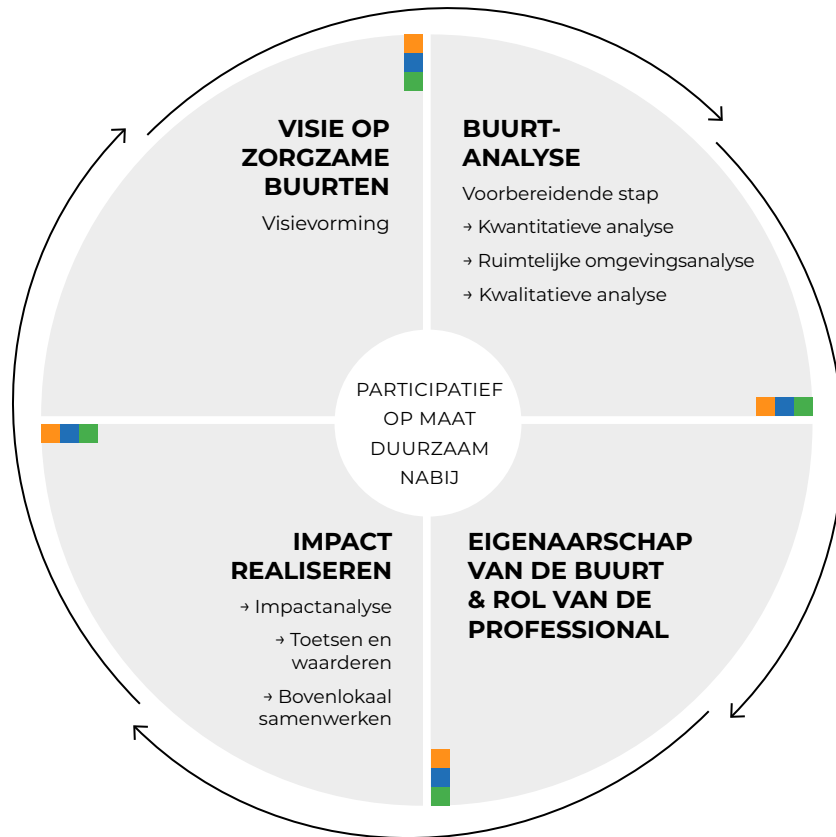 VISIE OP
ZORGZAME
BUURTEN
Visievorming
BUURT-
ANALYSE
Voorbereidende stap
→ Kwantitatieve analyse
→ Ruimtelijke omgevingsanalyse
→ Kwalitatieve analyse
PARTICIPATIEF
OP MAAT
DUURZAAM
NABIJ
IMPACT
REALISEREN
→ Impactanalyse
→ Toetsen en
waarderen
→ Bovenlokaal
samenwerken
EIGENAARSCHAP
VAN DE BUURT
& ROL VAN DE
PROFESSIONAL